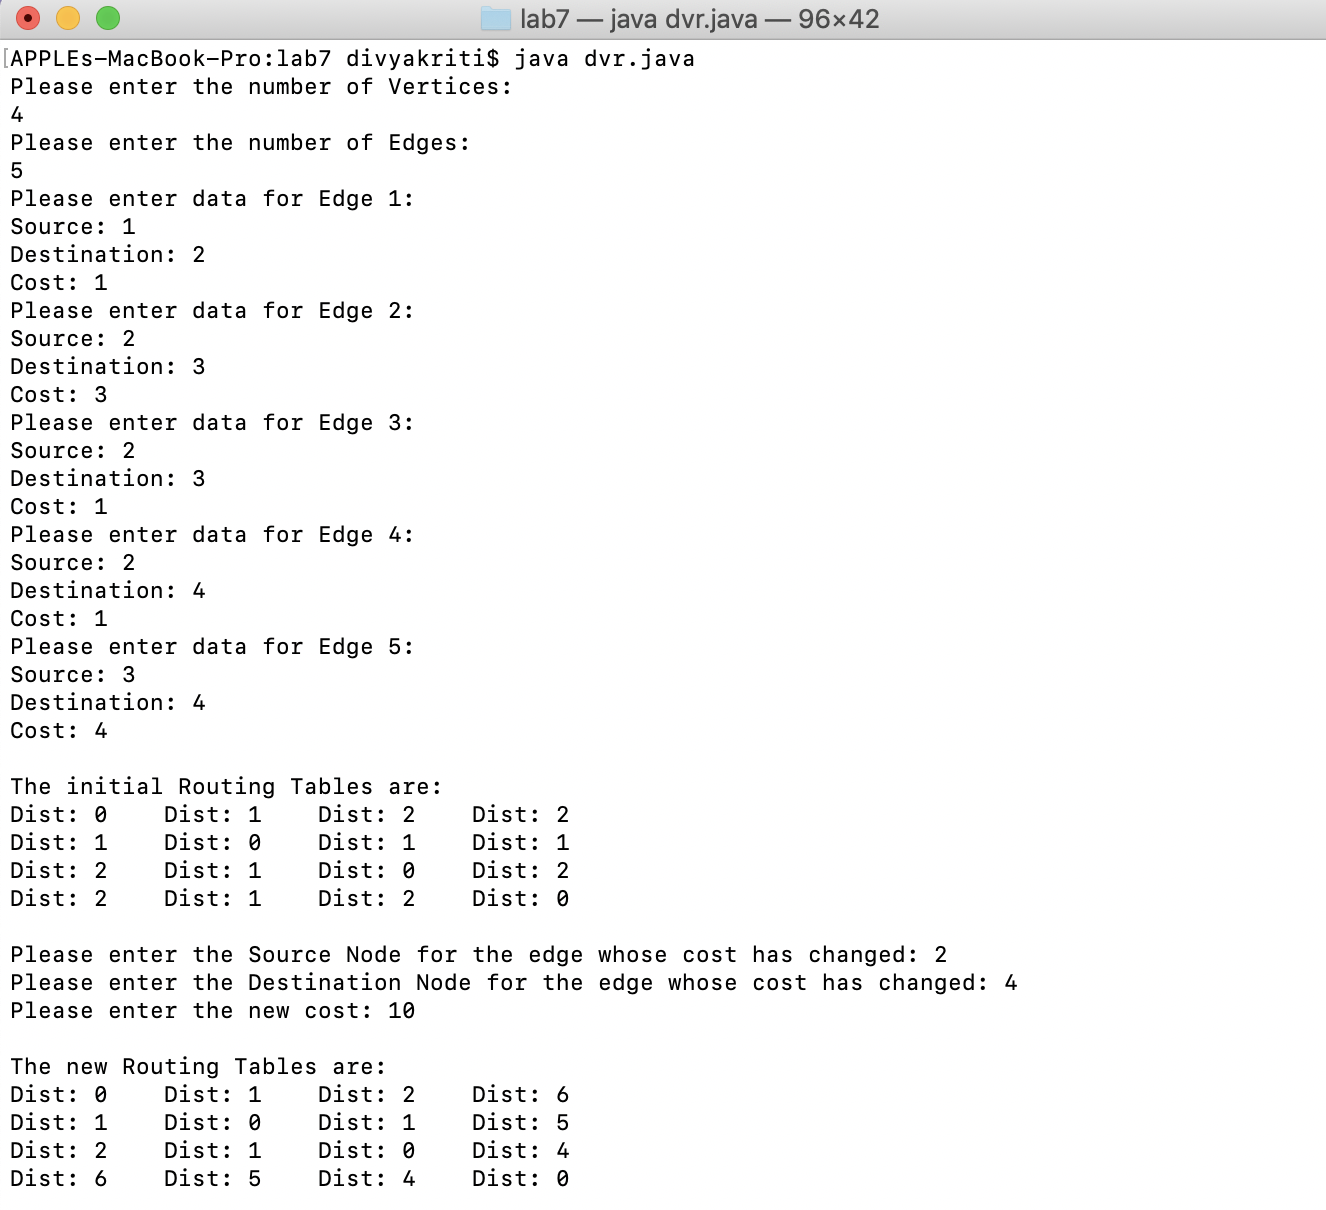 lab7 — java dvr.java — 96×42
[APPLEs-MacBook-Pro:lab7 divyakriti$ java dvr.java
Please enter the number of Vertices:
4
Please enter the number of Edges:
5
Please enter data for Edge 1:
Source: 1
Destination: 2
Cost: 1
Please enter data for Edge 2:
Source: 2
Destination: 3
Cost: 3
Please enter data for Edge 3:
Source: 2
Destination: 3
Cost: 1
Please enter data for Edge 4:
Source: 2
Destination: 4
Cost: 1
Please enter data for Edge 5:
Source: 3
Destination: 4
Cost: 4
The initial Routing Tables are:
Dist: 0    Dist: 1    Dist: 2    Dist: 2
Dist: 1    Dist: 0    Dist: 1    Dist: 1
Dist: 2    Dist: 1    Dist: 0    Dist: 2
Dist: 2    Dist: 1    Dist: 2    Dist: 0
Please enter the Source Node for the edge whose cost has changed: 2
Please enter the Destination Node for the edge whose cost has changed: 4
Please enter the new cost: 10
The new Routing Tables are:
Dist: 0    Dist: 1    Dist: 2    Dist: 6
Dist: 1    Dist: 0    Dist: 1    Dist: 5
Dist: 2    Dist: 1    Dist: 0    Dist: 4
Dist: 6    Dist: 5    Dist: 4    Dist: 0